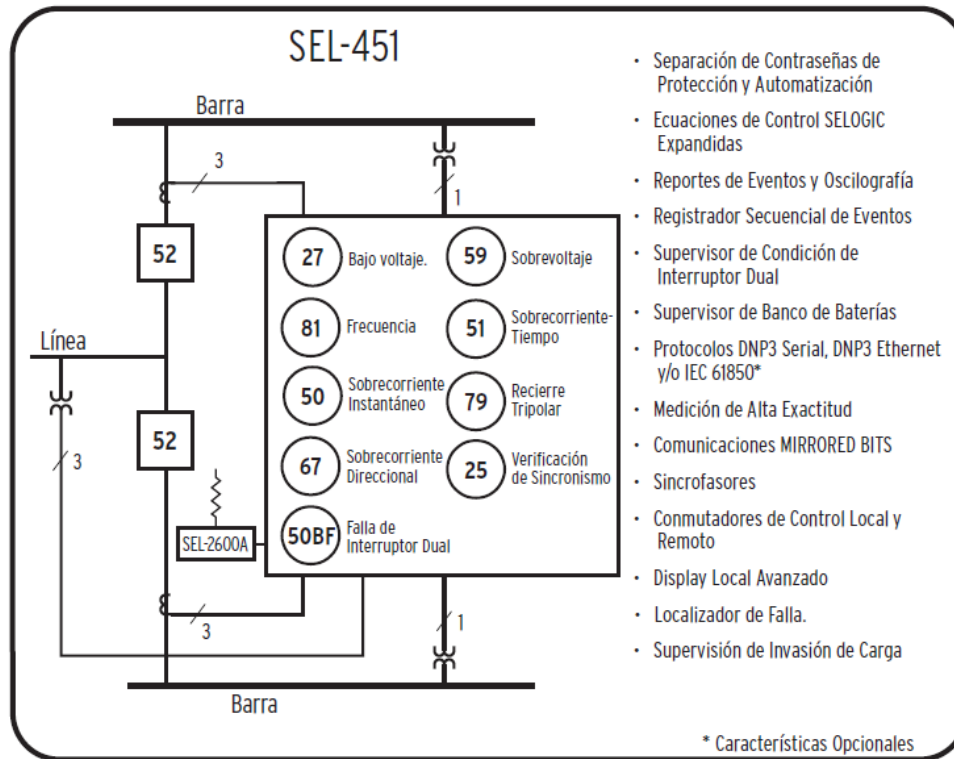 SEL-451
Barra
3
1
52
27
Bajo voltaje.
59
Sobrevoltaje
81
Frecuencia
51
Sobrecorriente-
Tiempo
Línea
50
Sobrecorriente
Instantáneo
79
Recierre
Tripolar
52
3
67
Sobrecorriente
Direccional
25
Verificación
de Sincronismo
SEL-2600A
50BF
Falla de
Interruptor Dual
3
1
Barra
· Separación de Contraseñas de
Protección y Automatización
· Ecuaciones de Control SELOGIC
Expandidas
· Reportes de Eventos y Oscilografía
· Registrador Secuencial de Eventos
· Supervisor de Condición de
Interruptor Dual
· Supervisor de Banco de Baterías
· Protocolos DNP3 Serial, DNP3 Ethernet
y/o IEC 61850*
· Medición de Alta Exactitud
· Comunicaciones MIRRORED BITS
· Sincrofasores
· Conmutadores de Control Local y
Remoto
· Display Local Avanzado
· Localizador de Falla.
· Supervisión de Invasión de Carga
* Características Opcionales